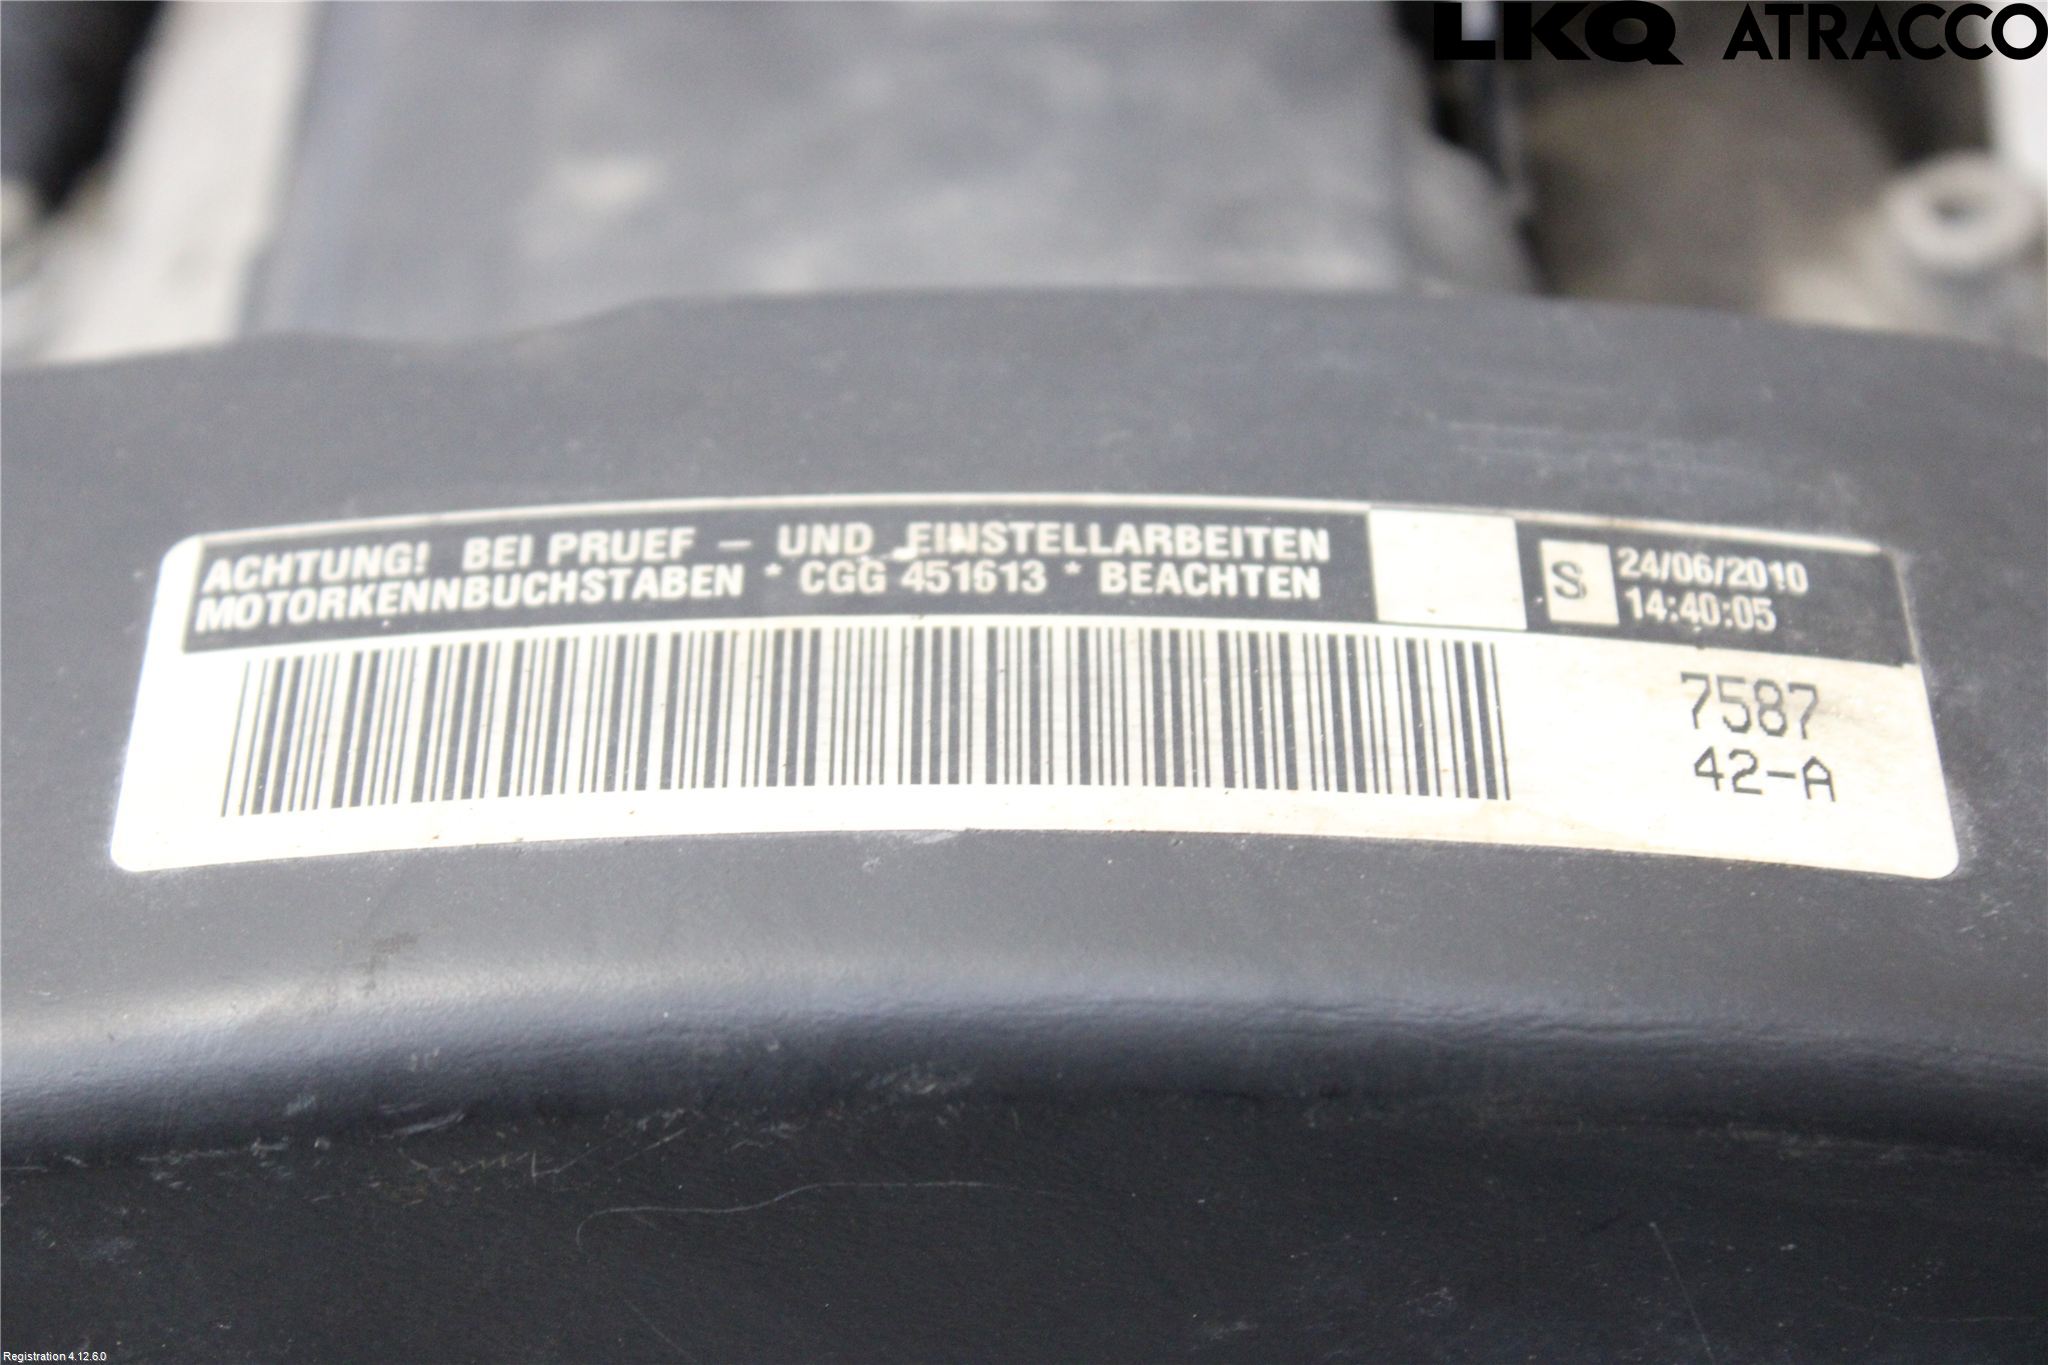 LKQ ATRACCO
ACHTUNG! BEI PRUEF – UND EINSTELLARBEITEN
MOTORKENNBUCHSTABEN * CGG 451613 * BEACHTEN
S
24/06/2010
14:40:05
7587
42-A
Registration 4.12.6.0